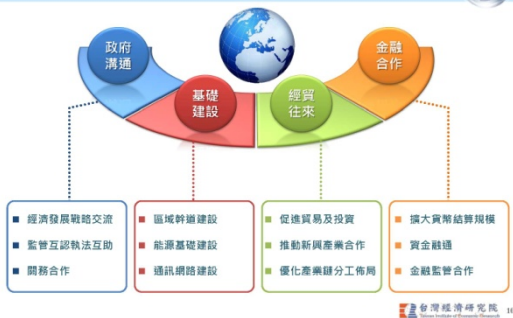 政府
溝通
基礎
建設
經貿
往來
金融
合作
經濟發展戰略交流
監管互認執法互助
關務合作
區域幹道建設
能源基礎建設
通訊網路建設
促進貿易及投資
推動新興產業合作
優化產業鏈分工佈局
擴大貨幣結算規模
資金融通
金融監管合作
台灣經濟研究院
Taiwan Institute of Economic Research